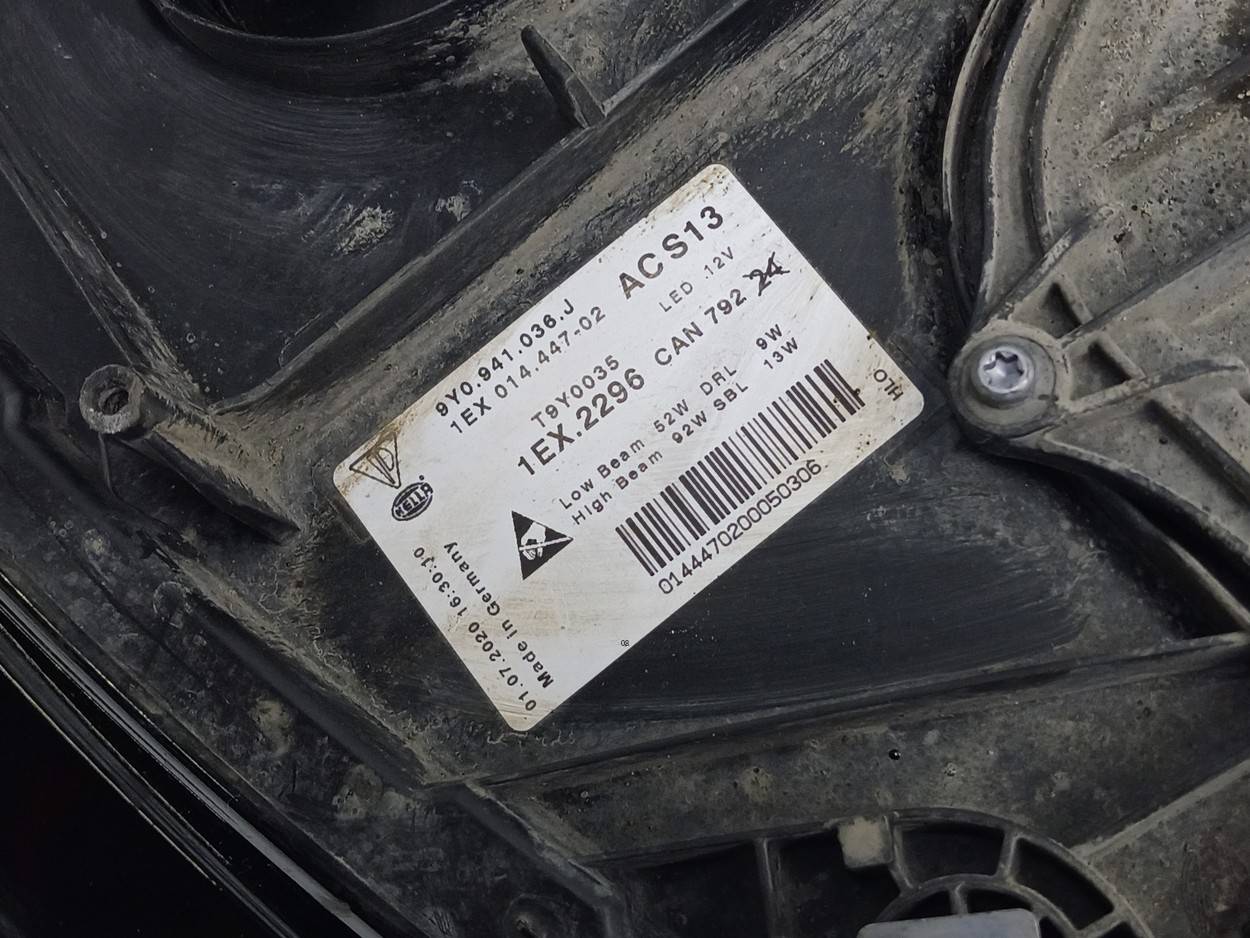 9Y0.941.036.J
1EX 014.447-02
ACS13
LED 12V
T9Y0035
1EX.2296 CAN 792 24
Low Beam 52W DRL 9W
High Beam 92W SBL 13W
0144470200050306
HLO
HELLA
Made in Germany
01.07.2020 16:30:10
08